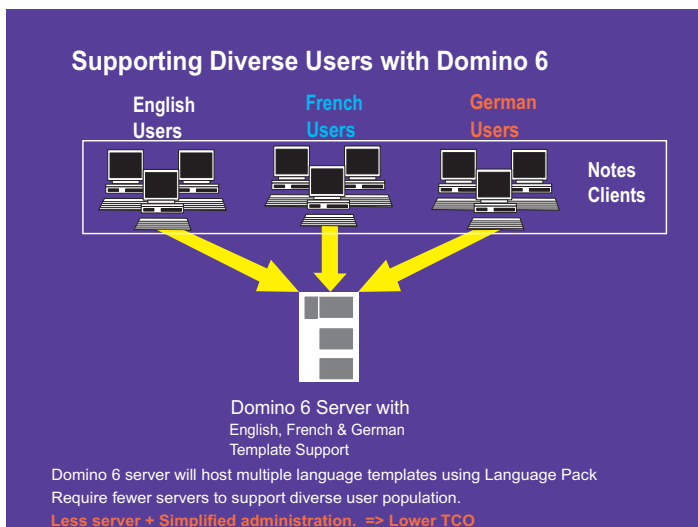 Supporting Diverse Users with Domino 6
English
Users
French
Users
German
Users
Notes
Clients
Domino 6 Server with
English, French & German
Template Support
Domino 6 server will host multiple language templates using Language Pack
Require fewer servers to support diverse user population.
Less server + Simplified administration. => Lower TCO